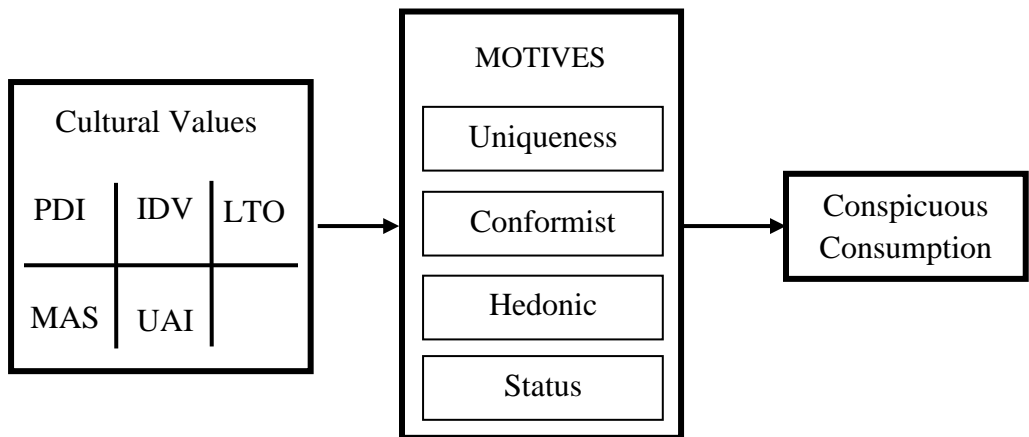 Cultural Values
PDI IDV LTO
MAS UAI
MOTIVES
Uniqueness
Conformist
Hedonic
Status
Conspicuous
Consumption